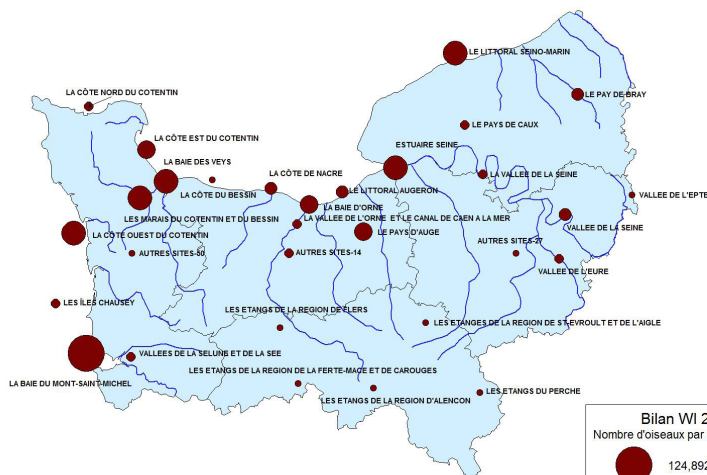 LE LITTORAL SEINO-MARIN
LA CÔTE NORD DU COTENTIN
LE PAY DE BRAY
LE PAYS DE CAUX
LA CÔTE EST DU COTENTIN
ESTUAIRE SEINE
LA BAIE DES VEYS
LA CÔTE DE NACRE
LA VALLEE DE LA SEINE
LA CÔTE DU BESSIN
LE LITTORAL AUGERON
VALLEE DE L'EPTE
LA BAIE D'ORNE
LES MARAIS DU COTENTIN ET DU BESSIN
LA VALLEE DE L'ORNE ET LE CANAL DE CAEN A LA MER
VALLEE DE LA SEINE
LA CÔTE OUEST DU COTENTIN
LE PAYS D'AUGE
AUTRES SITES-50
AUTRES SITES-14
AUTRES SITES-27
VALLEE DE L'EURE
LES ÎLES CHAUSEY
LES ETANGS DE LA REGION DE FLERS
LES ETANGES DE LA REGION DE ST-EVROULT ET DE L'AIGLE
VALLEES DE LA SELUNE ET DE LA SEE
LES ETANGS DE LA REGION DE LA FERTE-MACE ET DE CAROUGES
LA BAIE DU MONT-SAINT-MICHEL
LES ETANGS DU PERCHE
LES ETANGS DE LA REGION D'ALENCON
Bilan WI 2
Nombre d'oiseaux par
124,892